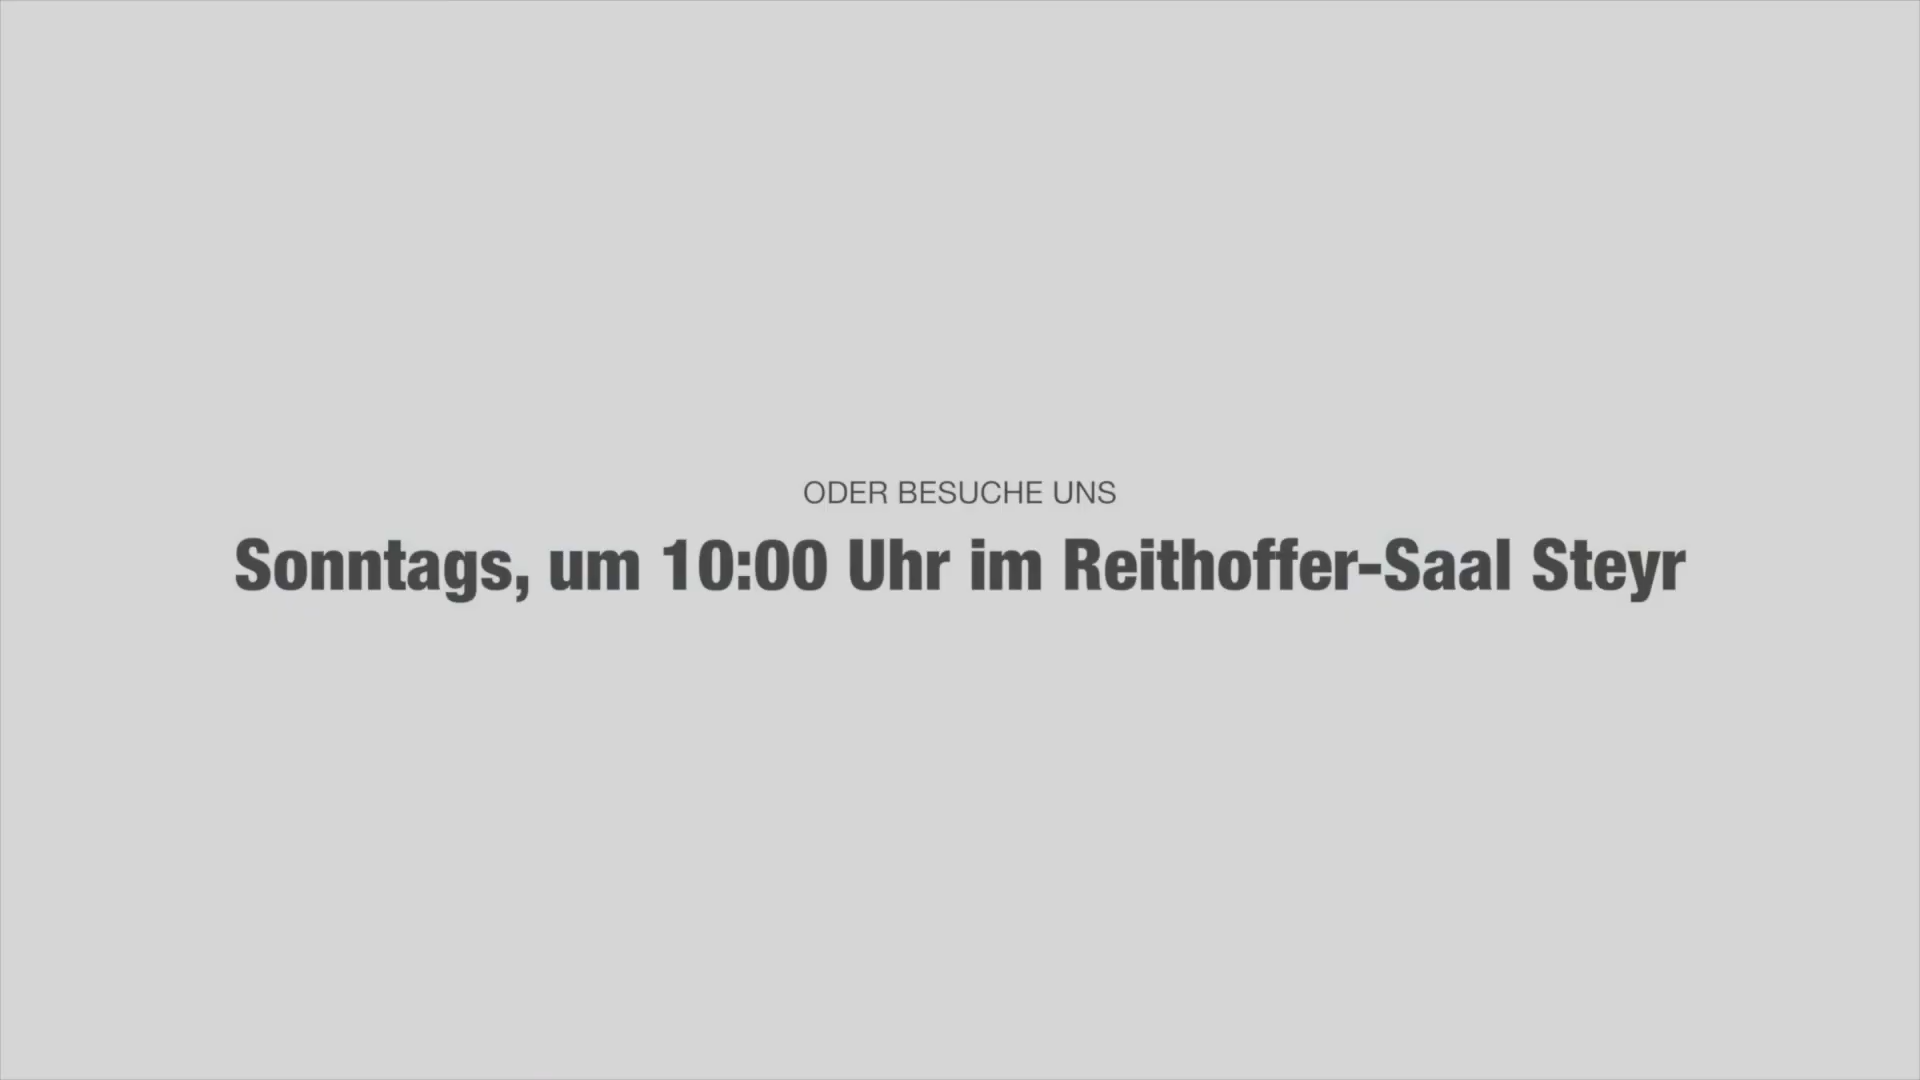 ODER BESUCHE UNS
Sonntags, um 10:00 Uhr im Reithoffer-Saal Steyr